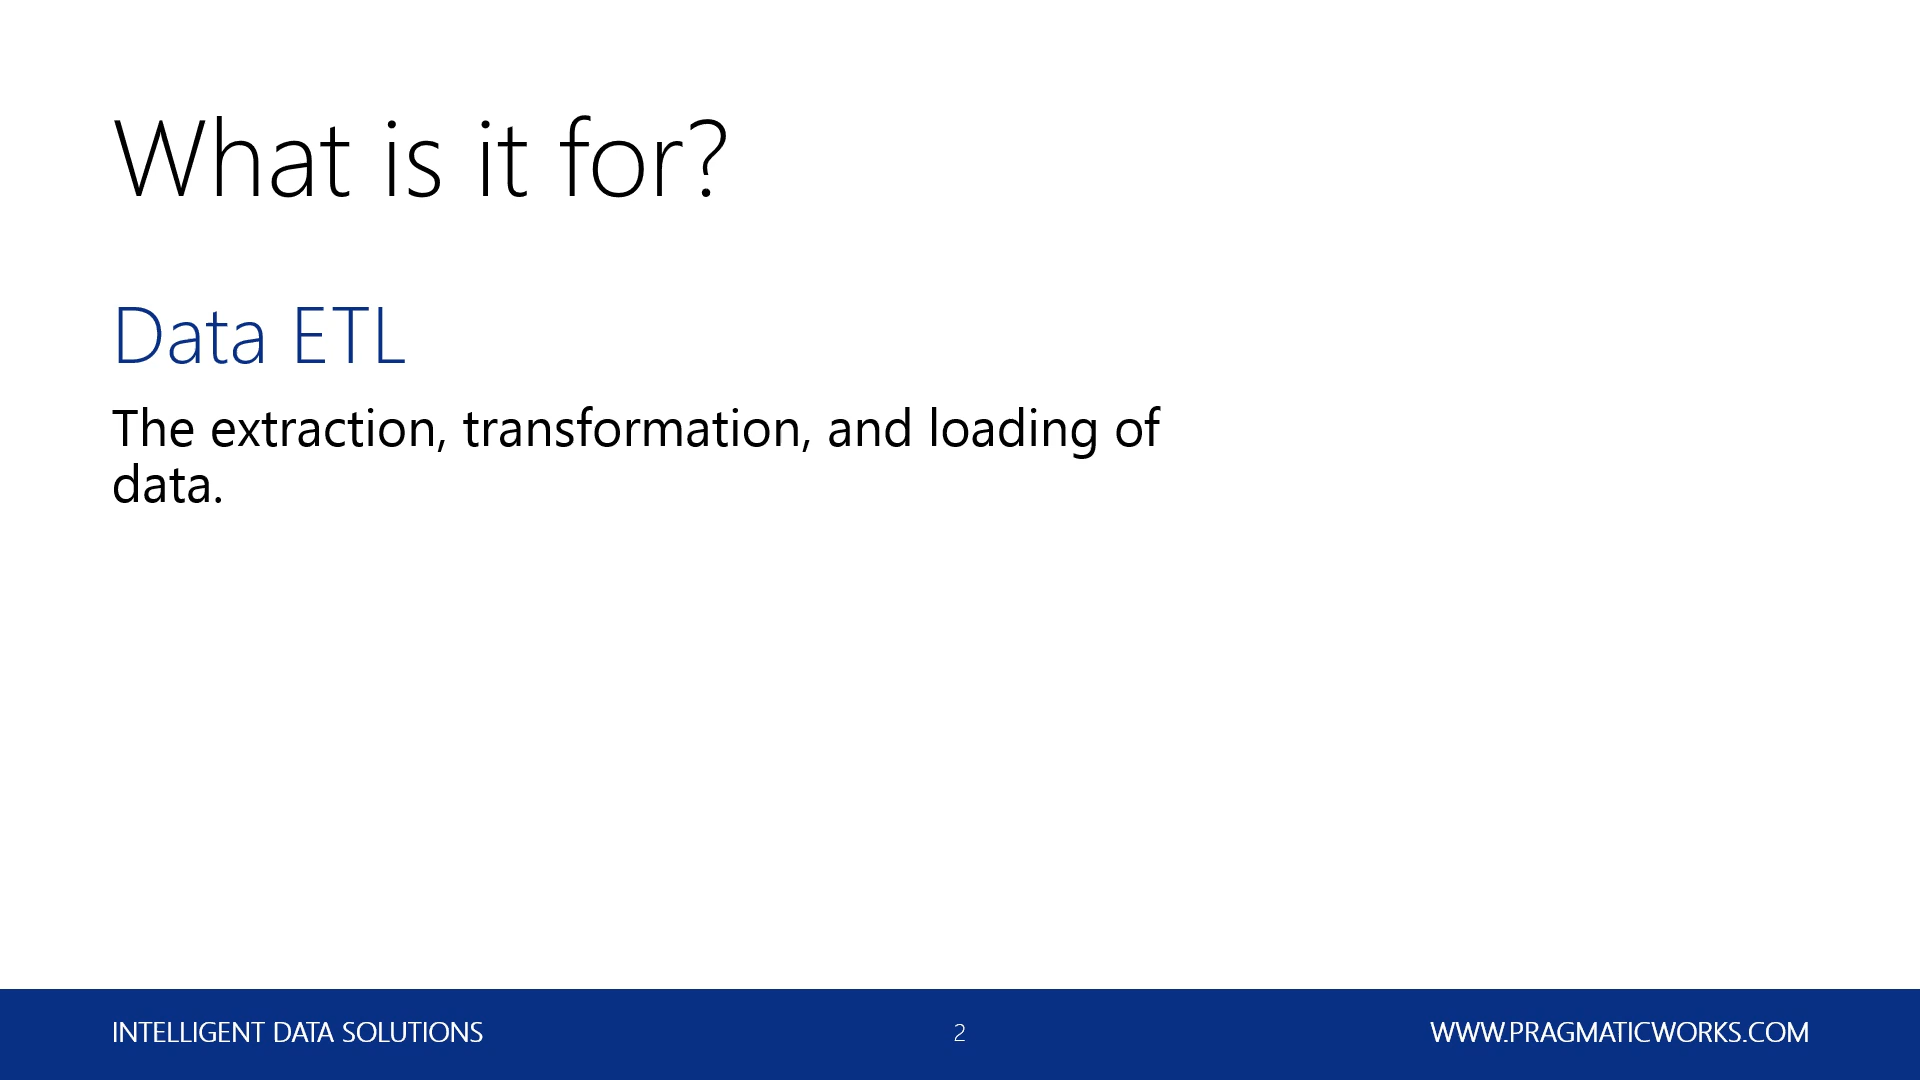 What is it for?
Data ETL
The extraction, transformation, and loading of
data.
INTELLIGENT DATA SOLUTIONS
2
WWW.PRAGMATICWORKS.COM